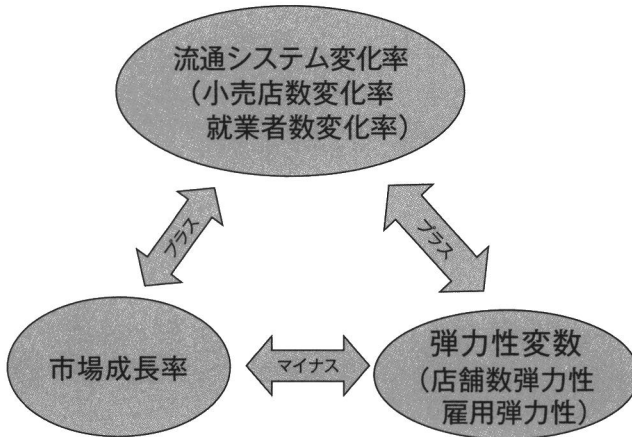 流通システム変化率
（小売店数変化率
就業者数変化率）
プラス
プラス
市場成長率
マイナス
弾力性変数
（店舗数弾力性
雇用弾力性）